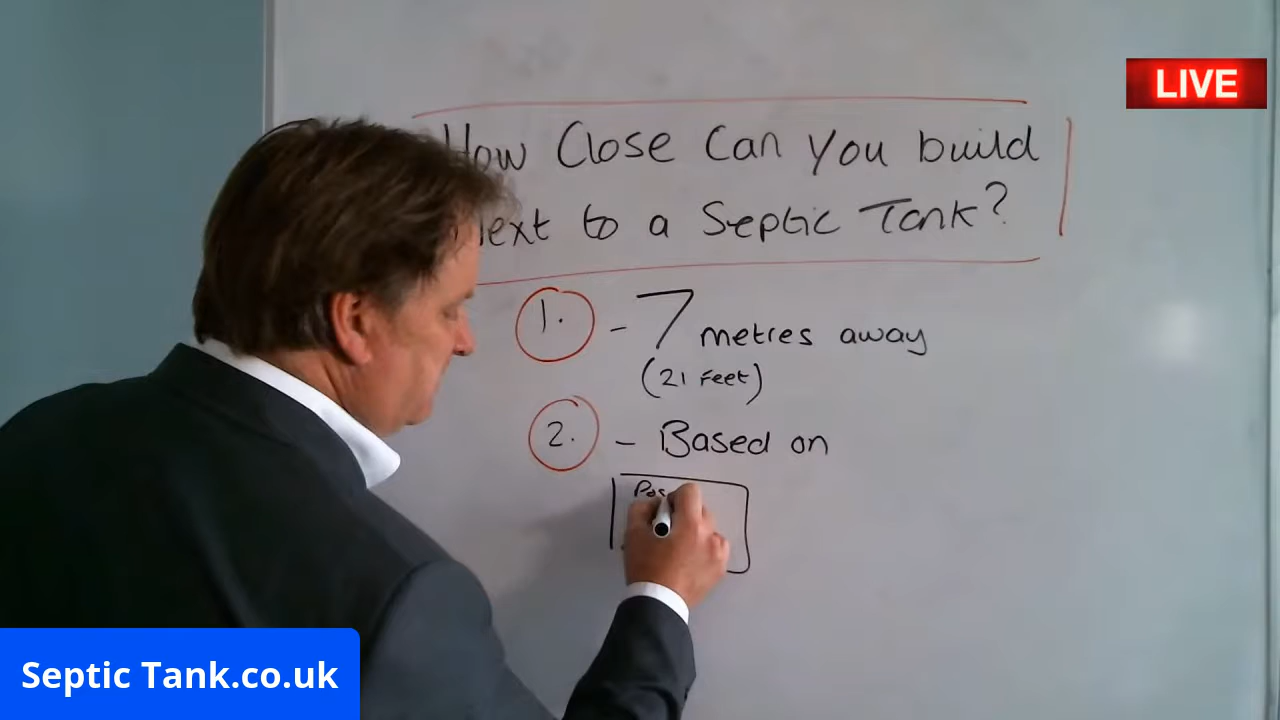 LIVE
How Close Can you build
Next to a Septic Tank?
1. - 7 metres away
(21 Feet)
2. - Based on
Septic Tank.co.uk